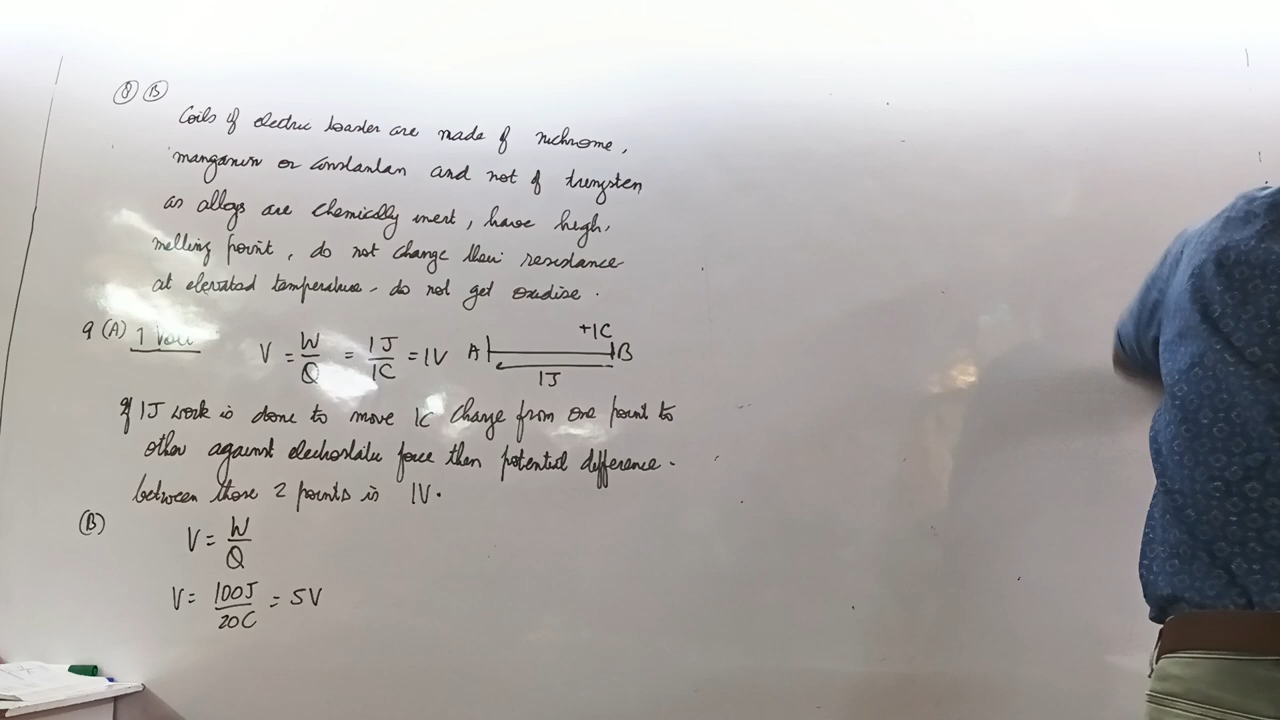 8 B
Coils of electric toaster are made of nichrome,
manganin or constantan and not of tungsten
as alloys are chemically inert, have high
melting point, do not change their resistance
at elevated temperature, do not get oxidise.
9 (A) 1 Volt V = W/Q = 1J/1C = 1V A +1C B
1J
If 1J work is done to move 1C charge from one point to
other against electrostatic force then potential difference
between those 2 points is 1V.
(B) V = W/Q
V = 100J/20C = 5V